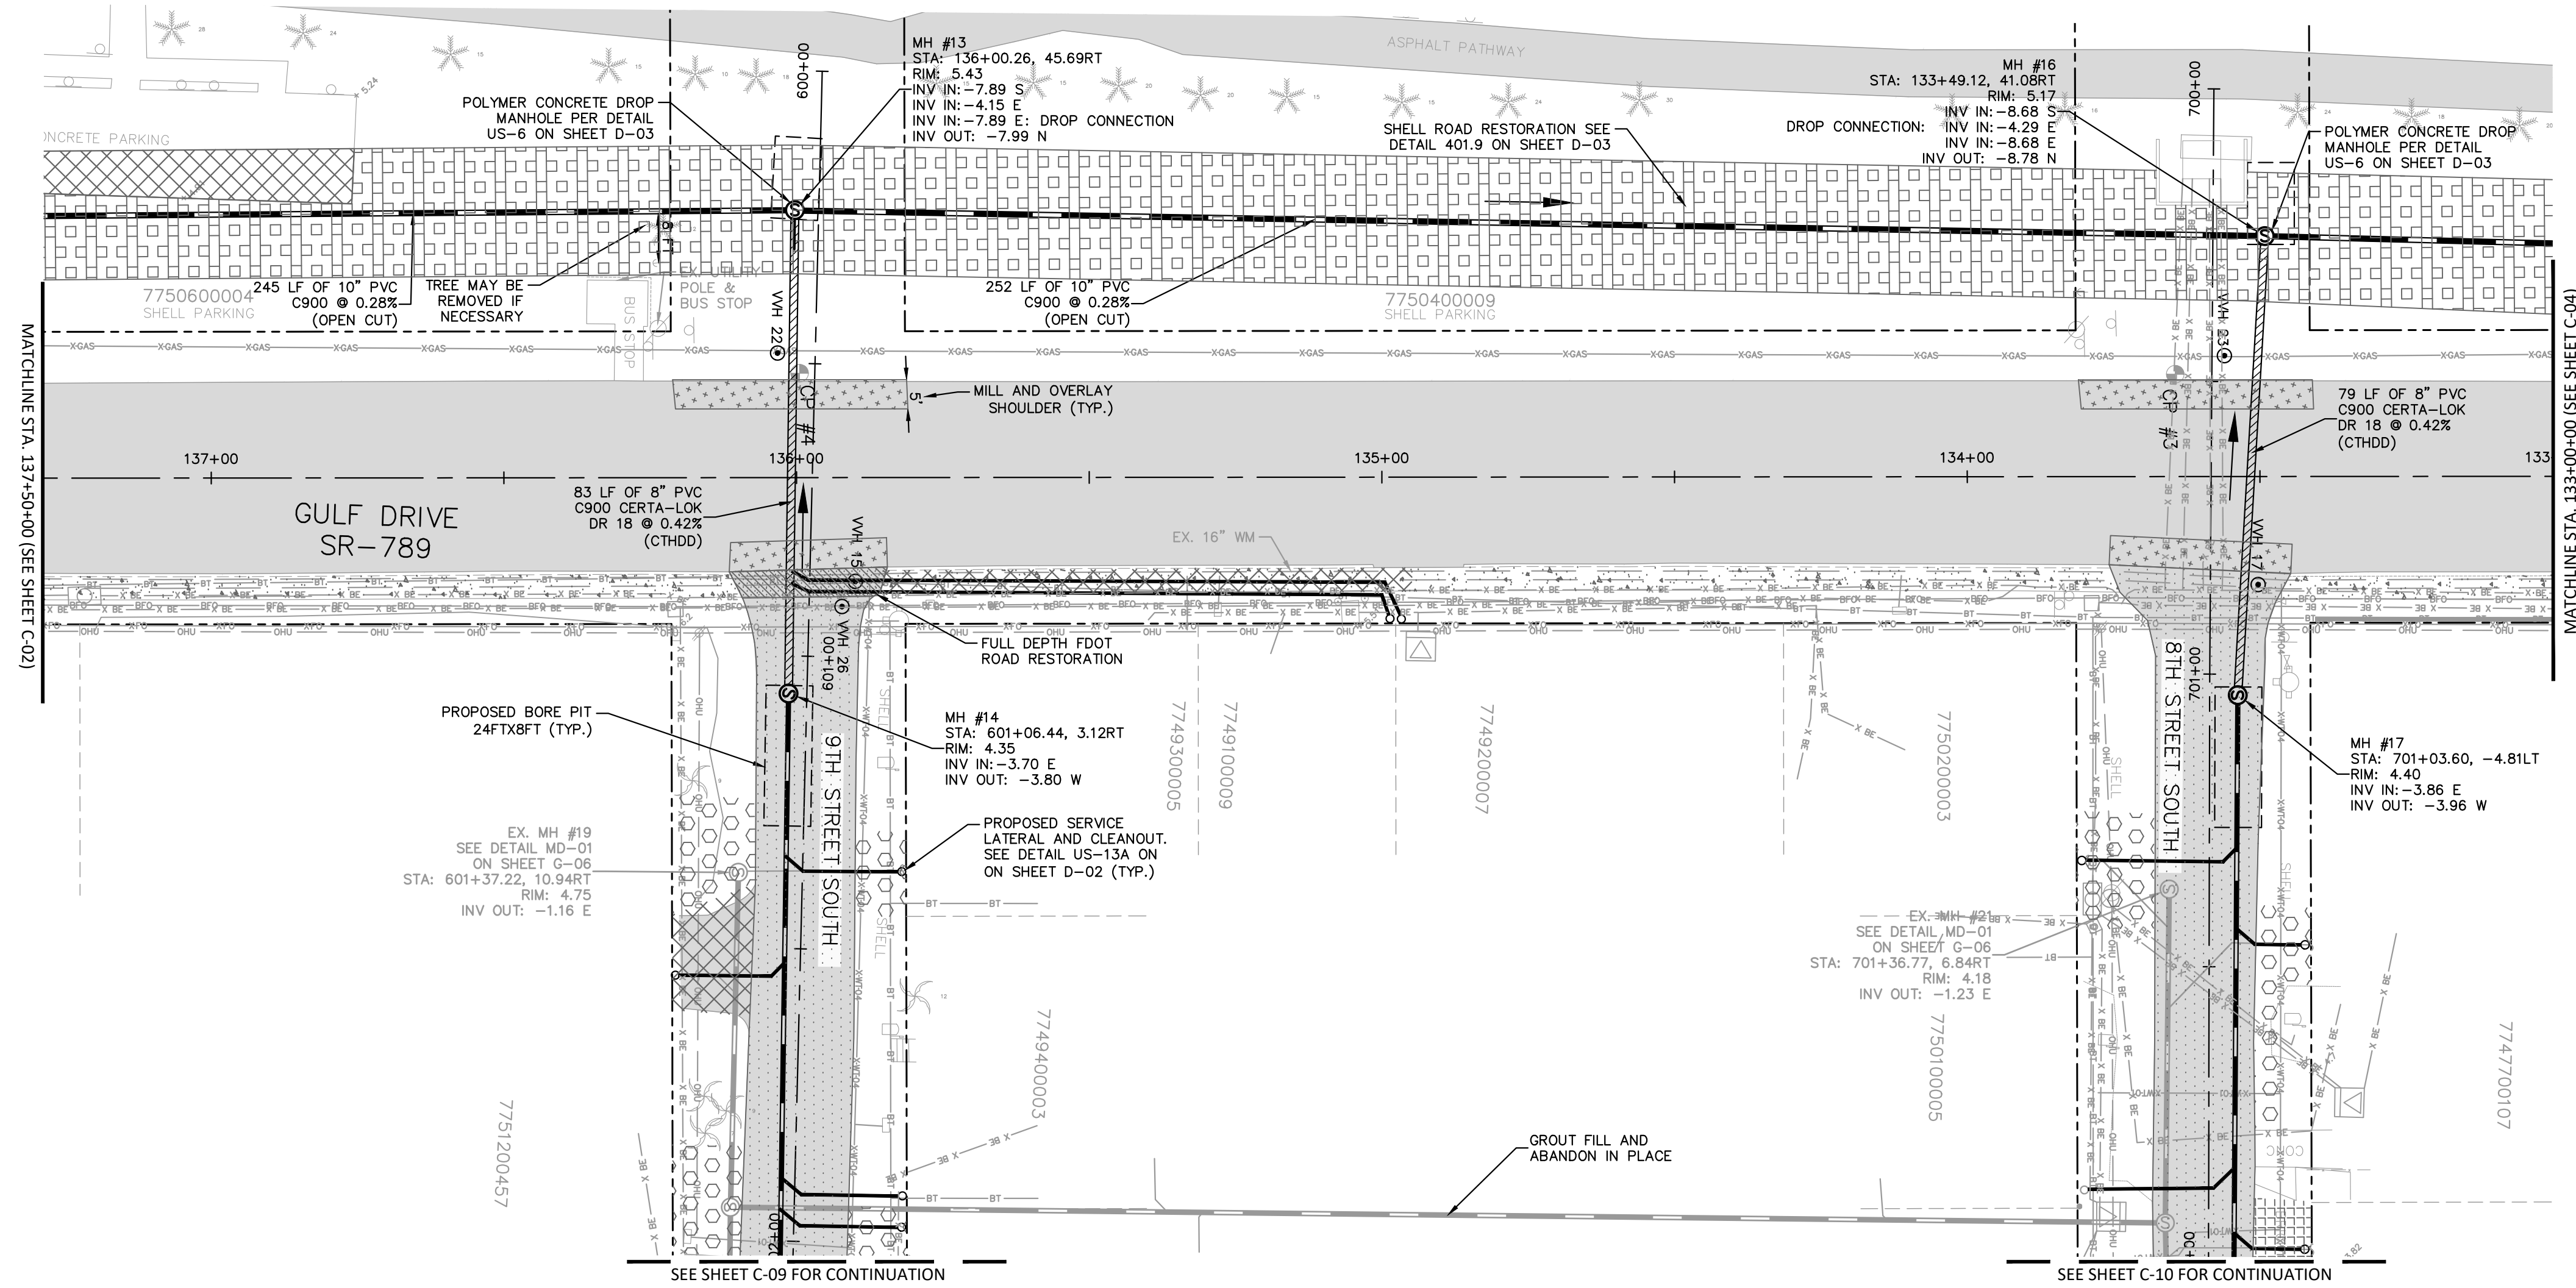 ASPHALT PATHWAY
MH #13
STA: 136+00.26, 45.69RT
RIM: 5.43
INV IN:-7.89 S
INV IN:-4.15 E
INV IN:-7.89 E: DROP CONNECTION
INV OUT: -7.99 N
POLYMER CONCRETE DROP
MANHOLE PER DETAIL
US-6 ON SHEET D-03
5.24
SHELL ROAD RESTORATION SEE
DETAIL 401.9 ON SHEET D-03
MH #16
STA: 133+49.12, 41.08RT
RIM: 5.17
INV IN:-8.68 S
DROP CONNECTION: INV IN:-4.29 E
INV IN:-8.68 E
INV OUT: -8.78 N
700+00
POLYMER CONCRETE DROP
MANHOLE PER DETAIL
US-6 ON SHEET D-03
7750600004
SHELL PARKING
245 LF OF 10” PVC
C900 @ 0.28%
(OPEN CUT)
TREE MAY BE
REMOVED IF
NECESSARY
EX. UTILITY
POLE &
BUS STOP
BUS STOP
252 LF OF 10” PVC
C900 @ 0.28%
(OPEN CUT)
7750400009
SHELL PARKING
VVH 22
VVH 23
MATCHLINE STA. 137+50+00 (SEE SHEET C-02)
MATCHLINE STA. 133+00+00 (SEE SHEET C-04)
X-GAS
CP #4
5'
MILL AND OVERLAY
SHOULDER (TYP.)
CP #3
79 LF OF 8” PVC
C900 CERTA-LOK
DR 18 @ 0.42%
(CTHDD)
137+00
136+00
135+00
134+00
133
GULF DRIVE
SR-789
83 LF OF 8” PVC
C900 CERTA-LOK
DR 18 @ 0.42%
(CTHDD)
VVH 15
EX. 16” WM
VVH 17
VVH 26
601+00
FULL DEPTH FDOT
ROAD RESTORATION
701+00
PROPOSED BORE PIT
24FTX8FT (TYP.)
MH #14
STA: 601+06.44, 3.12RT
RIM: 4.35
INV IN:-3.70 E
INV OUT: -3.80 W
7749300005
7749100009
7749200007
7750200003
8TH STREET SOUTH
SHELL
MH #17
STA: 701+03.60, -4.81LT
RIM: 4.40
INV IN:-3.86 E
INV OUT: -3.96 W
9TH STREET SOUTH
SHELL
PROPOSED SERVICE
LATERAL AND CLEANOUT.
SEE DETAIL US-13A ON
ON SHEET D-02 (TYP.)
EX. MH #19
SEE DETAIL MD-01
ON SHEET G-06
STA: 601+37.22, 10.94RT
RIM: 4.75
INV OUT: -1.16 E
SHELL
EX. MH #21
SEE DETAIL MD-01
ON SHEET G-06
STA: 701+36.77, 6.84RT
RIM: 4.18
INV OUT: -1.23 E
7751200457
7749400003
7750100005
7747700107
GROUT FILL AND
ABANDON IN PLACE
CONC
3.82
SEE SHEET C-09 FOR CONTINUATION
SEE SHEET C-10 FOR CONTINUATION